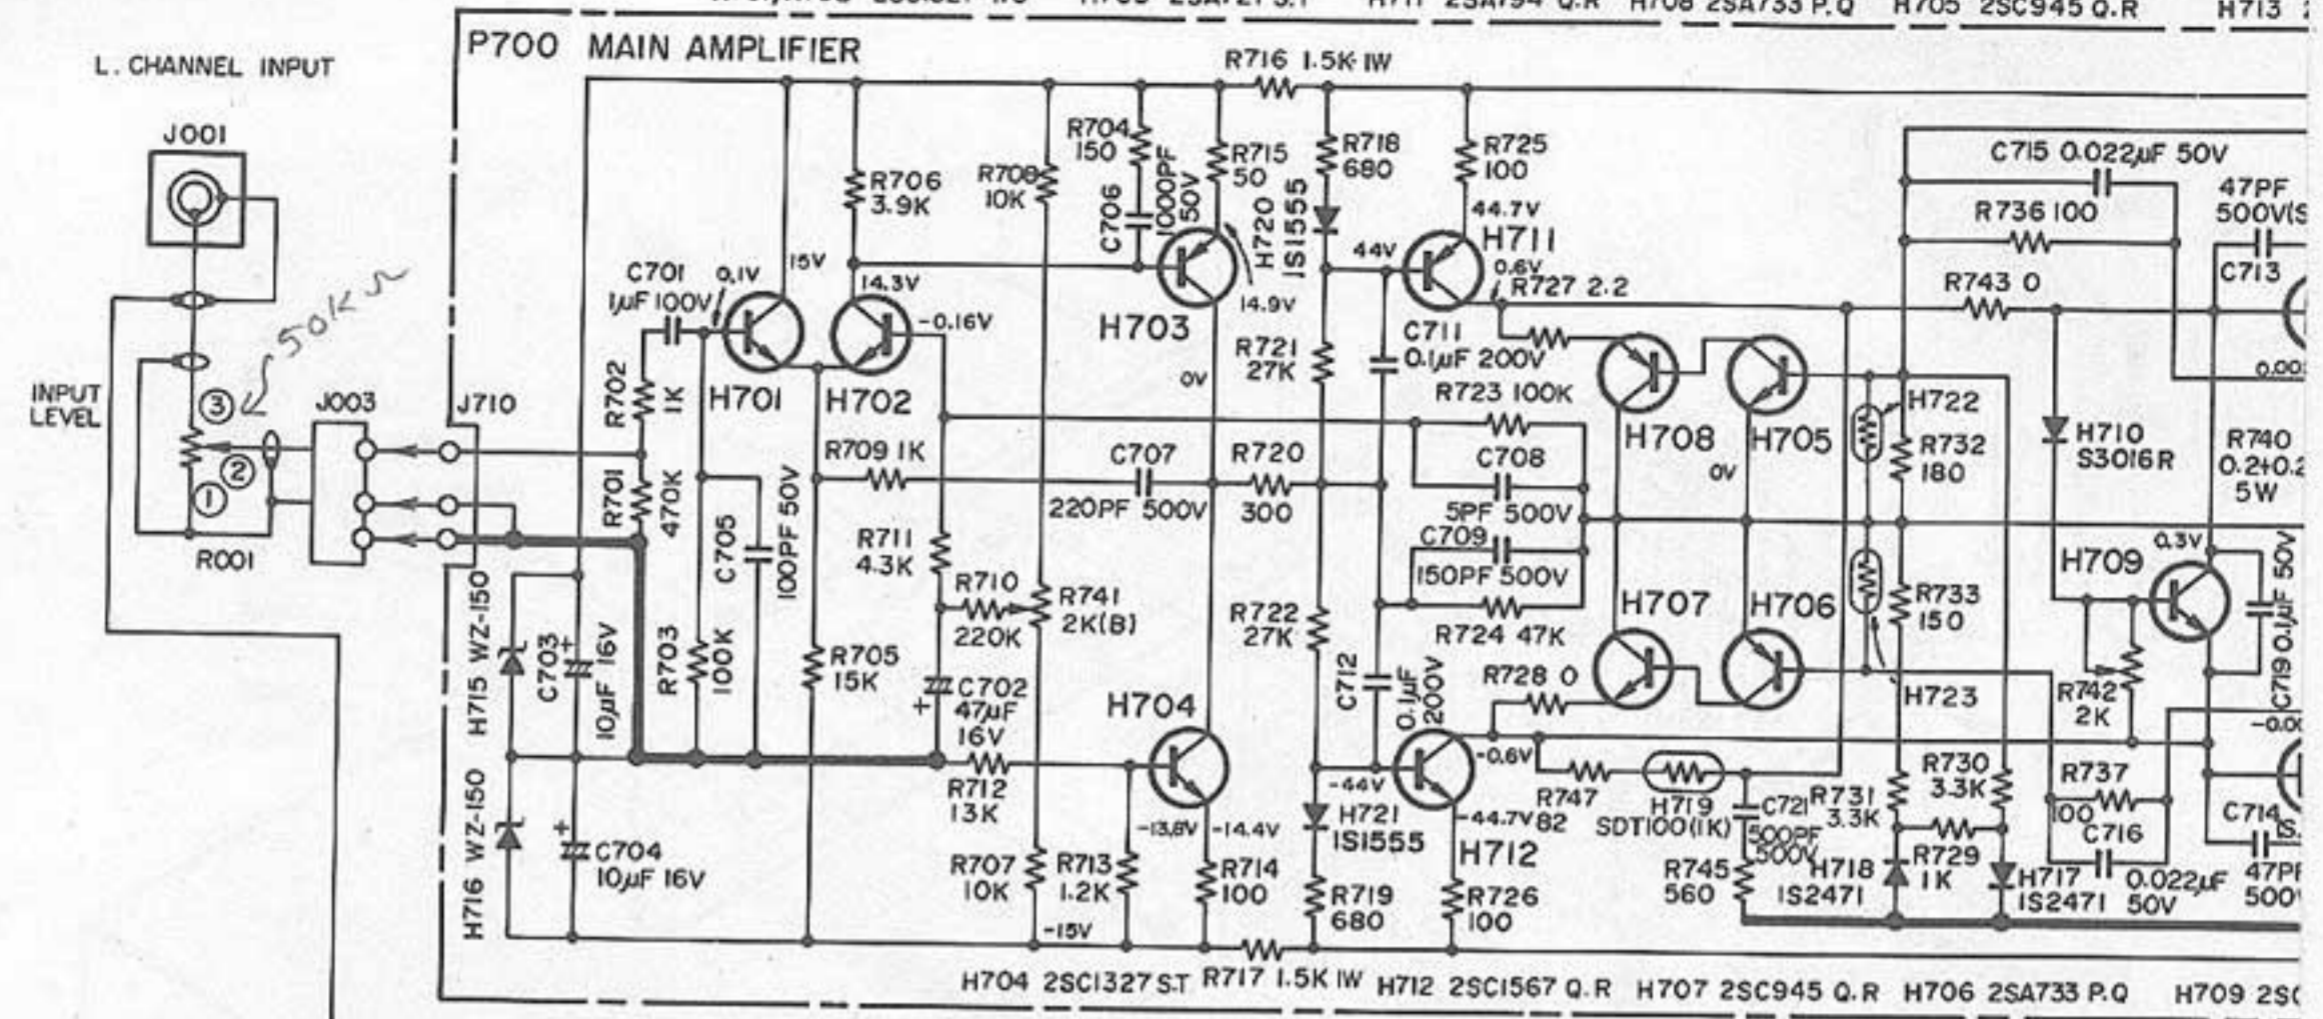 2SA721 S.T
2SA794 Q.R
H708 2SA733 P.Q
H705 2SC945 Q.R
H713
P700 MAIN AMPLIFIER
L. CHANNEL INPUT
J001
50K
INPUT
LEVEL
③
②
①
R001
J003
J710
R716 1.5K 1W
R706
3.9K
R708
10K
R704
150
C706
1000PF
50V
R715
50
H720
1S1555
R718
680
R725
100
44.7V
H711
0.6V
44V
R727 2.2
C701
1µF 100V
0.1V
15V
14.3V
-0.16V
14.9V
H703
0V
R702
1K
H701
H702
R701
470K
R709 1K
C707
220PF 500V
R720
300
R721
27K
C711
0.1µF 200V
R723 100K
C708
5PF 500V
C709
150PF 500V
R724 47K
H708
H705
0V
H722
R732
180
C715 0.022µF 50V
R736 100
R743 0
47PF
500V(S
C713
0.00
H710
S3016R
R740
0.2+0.2
5W
C705
100PF 50V
R711
4.3K
R710
220K
R741
2K(B)
R722
27K
H707
H706
R733
150
H709
0.3V
C719 0.1µF 50V
H715 WZ-150
C703
10µF 16V
+
R703
100K
R705
15K
+
C702
47µF
16V
H704
C712
0.1µF
200V
R728 0
H723
R742
2K
-0.00
H716 WZ-150
+
C704
10µF 16V
R712
13K
-13.8V
-14.4V
R707
10K
R713
1.2K
R714
100
-15V
-44V
H721
1S1555
R719
680
-0.6V
-44.7V
H712
R726
100
R747
82
H719
SDT100(1K)
C721
500PF
500V
R745
560
R731
3.3K
R730
3.3K
H718
1S2471
R729
1K
H717
1S2471
R737
100
C716
0.022µF
50V
C714
47PF
H704 2SC1327 S.T
R717 1.5K 1W
H712 2SC1567 Q.R
H707 2SC945 Q.R
H706 2SA733 P.Q
H709 2SC